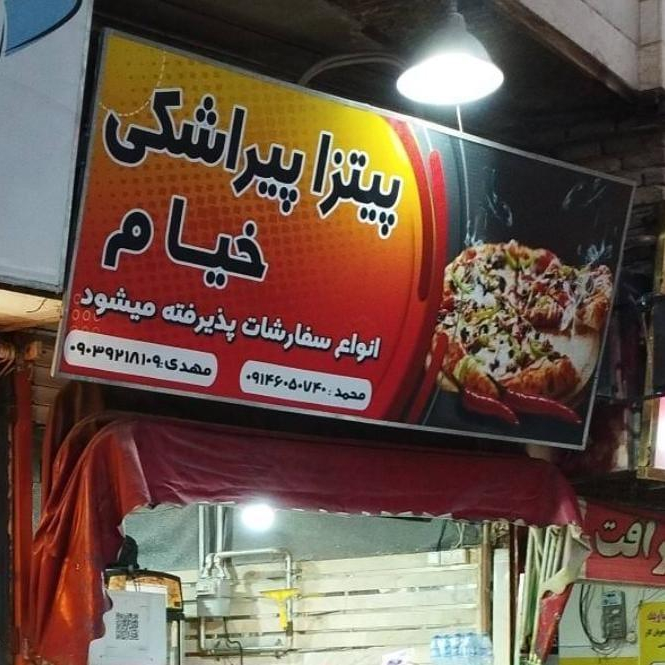 پیتزا پیراشکی
خیام
انواع سفارشات پذیرفته میشود
محمد : ۰۹۱۴۶۰۵۰۷۴۰
مهدی: ۰۹۰۳۹۲۱۸۱۰۹